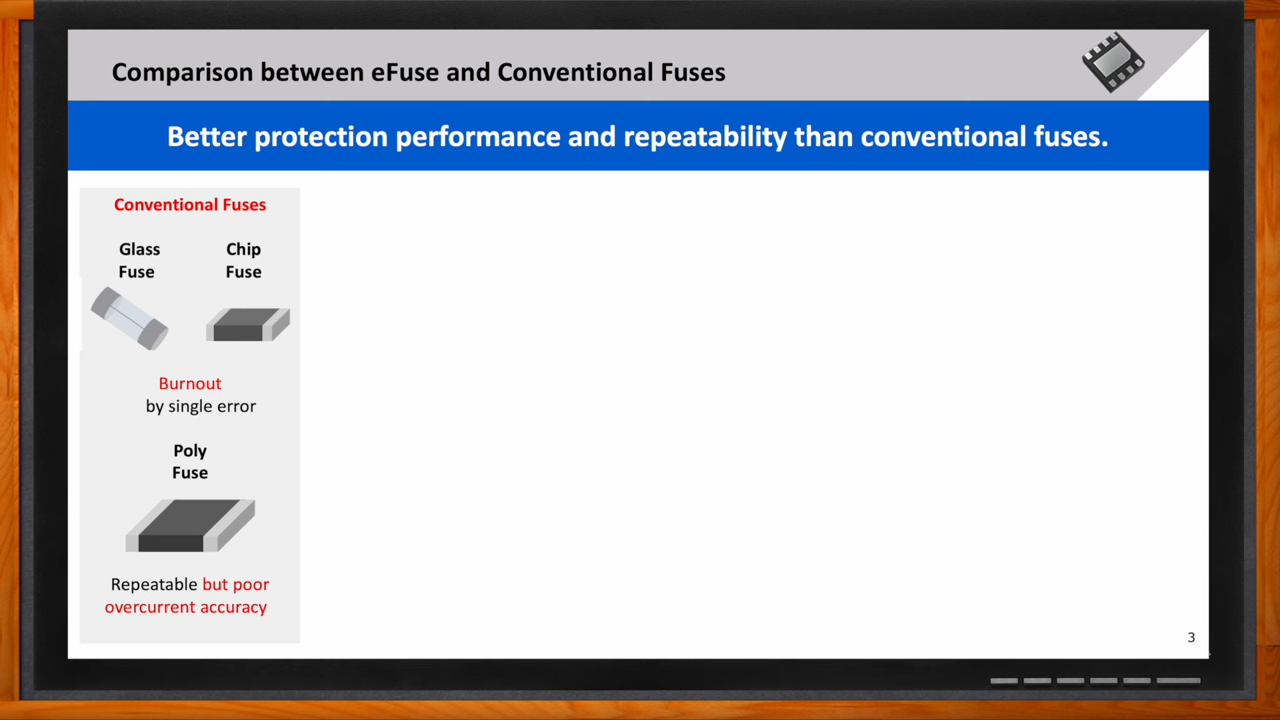 Comparison between eFuse and Conventional Fuses
Better protection performance and repeatability than conventional fuses.
Conventional Fuses
Glass
Fuse
Chip
Fuse
Burnout
by single error
Poly
Fuse
Repeatable but poor
overcurrent accuracy
3